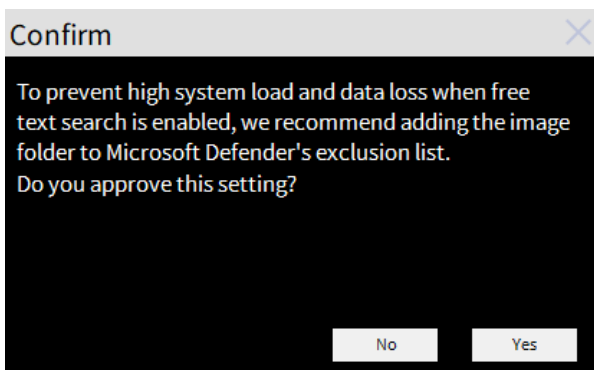 Confirm
To prevent high system load and data loss when free
text search is enabled, we recommend adding the image
folder to Microsoft Defender's exclusion list.
Do you approve this setting?
No
Yes